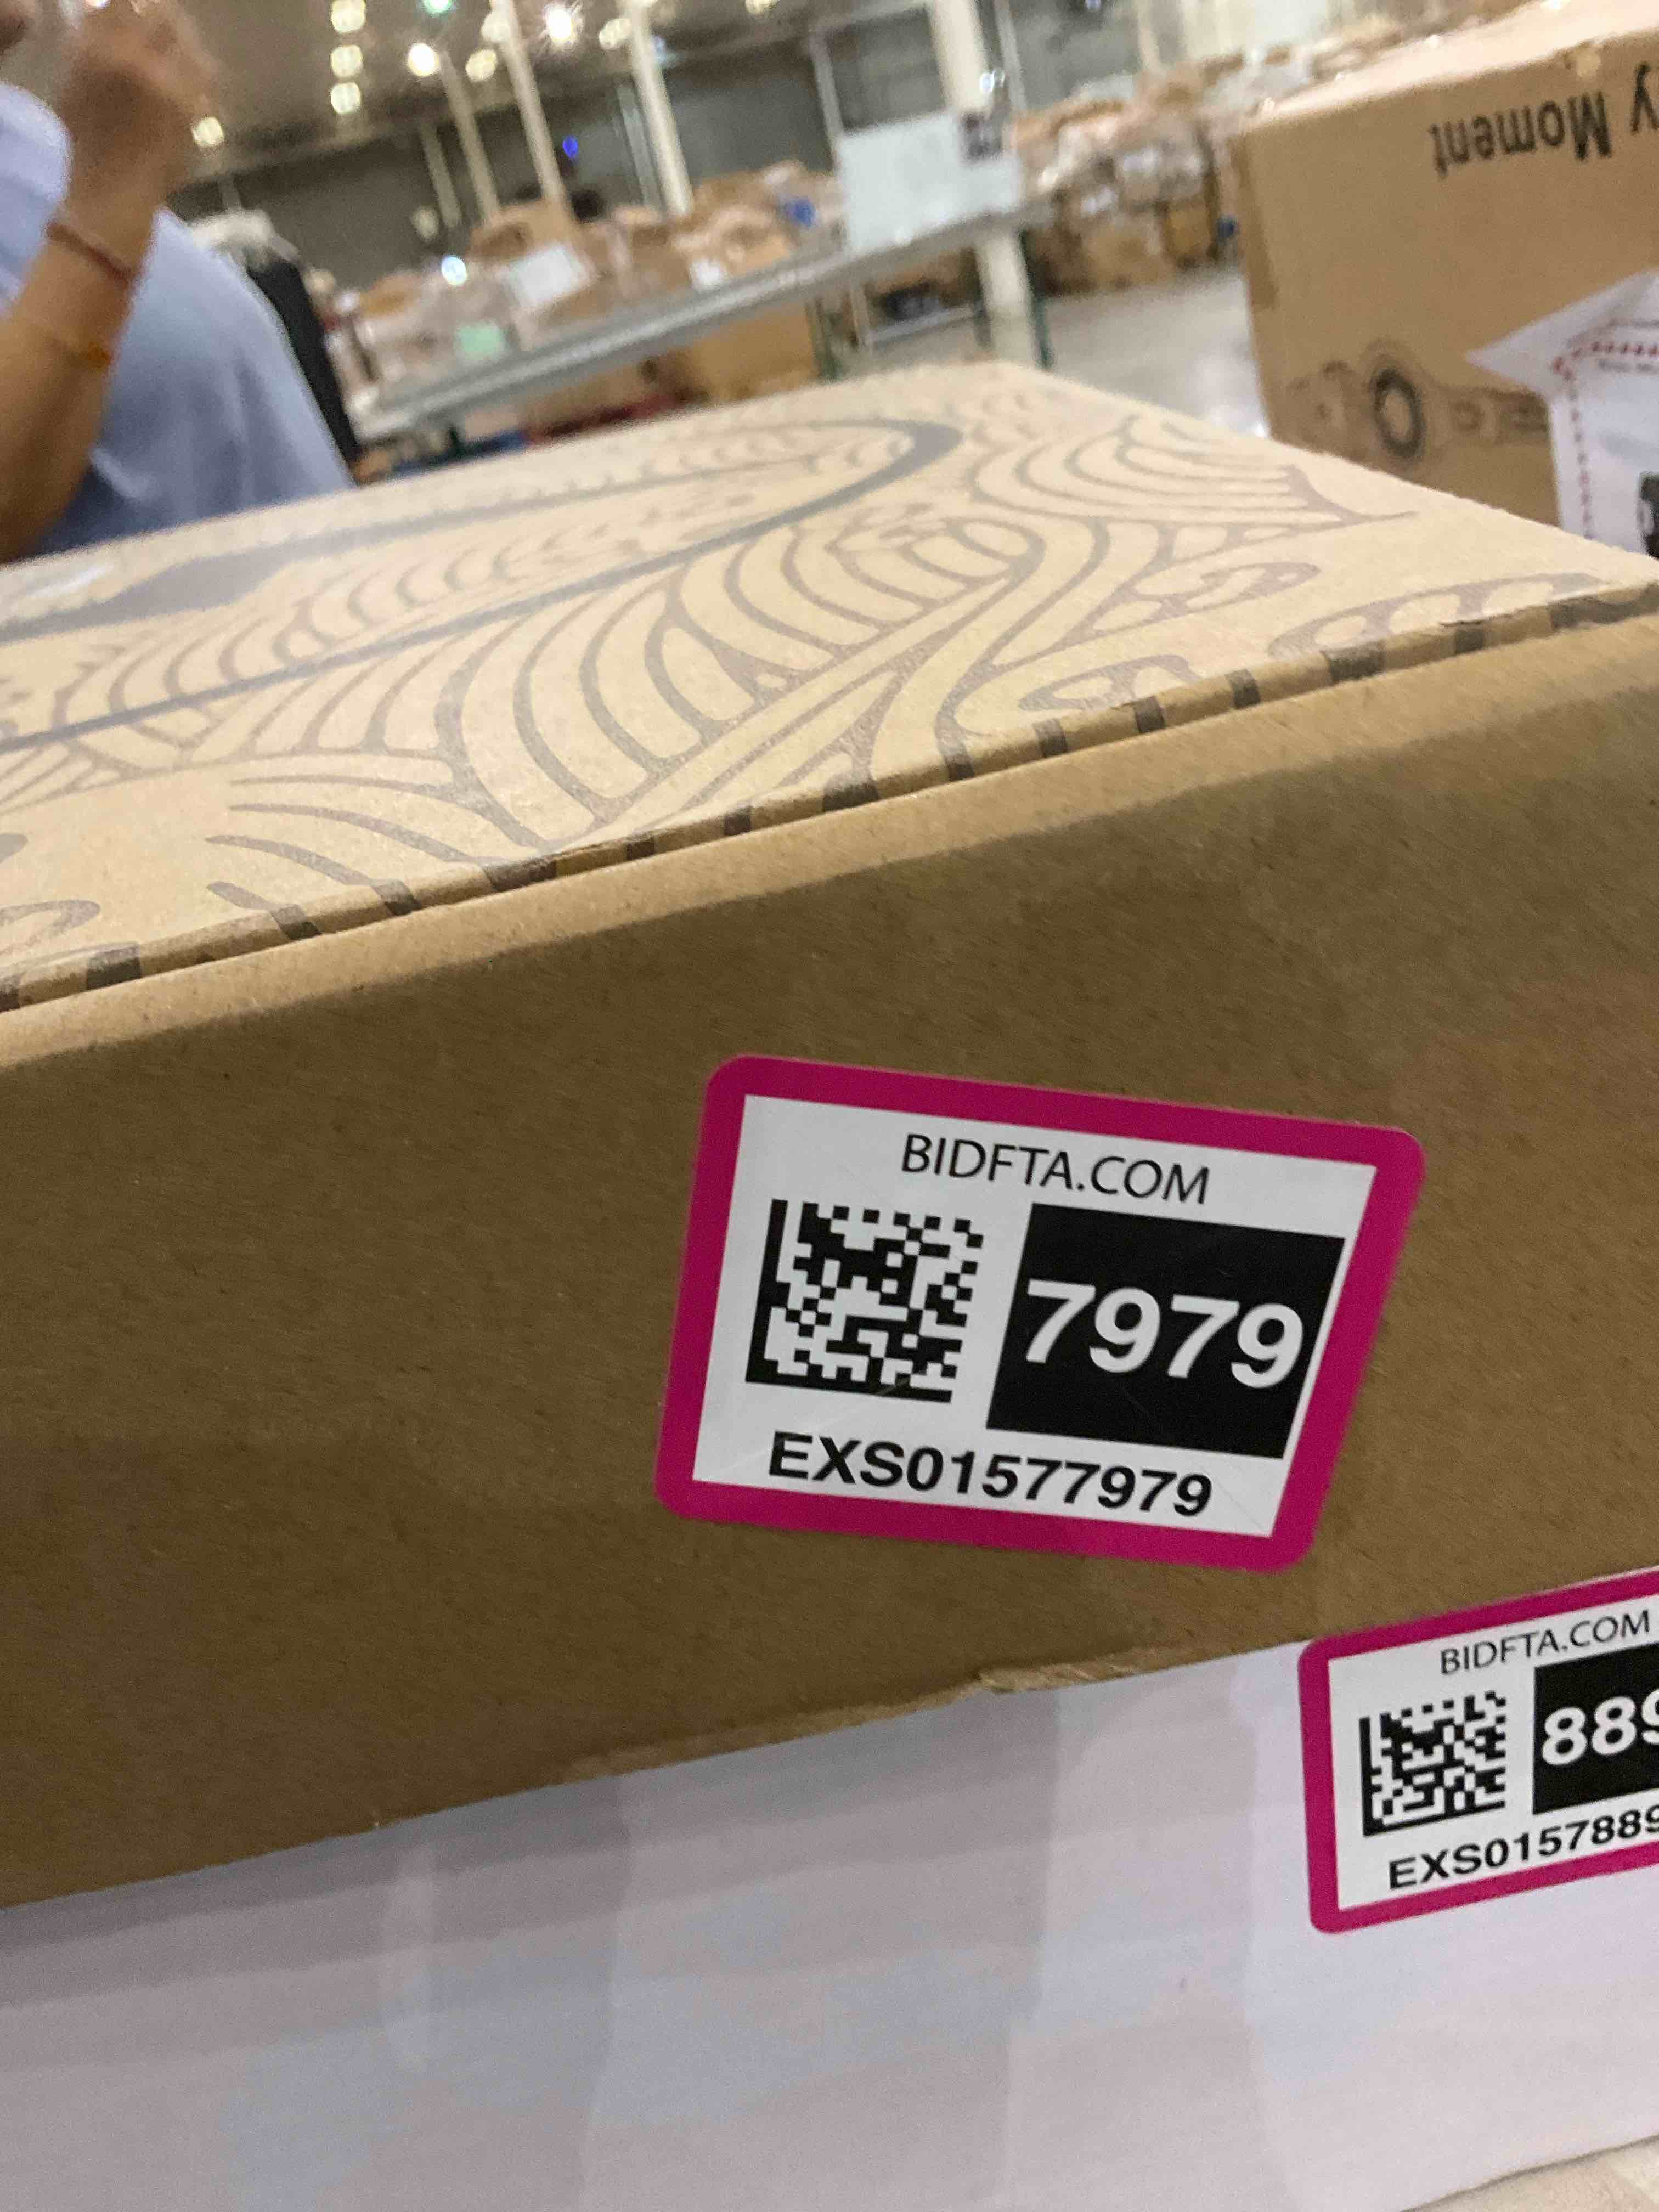 y Moment
BIDFTA.COM
7979
EXS01577979
BIDFTA.COM
889
EXS0157889